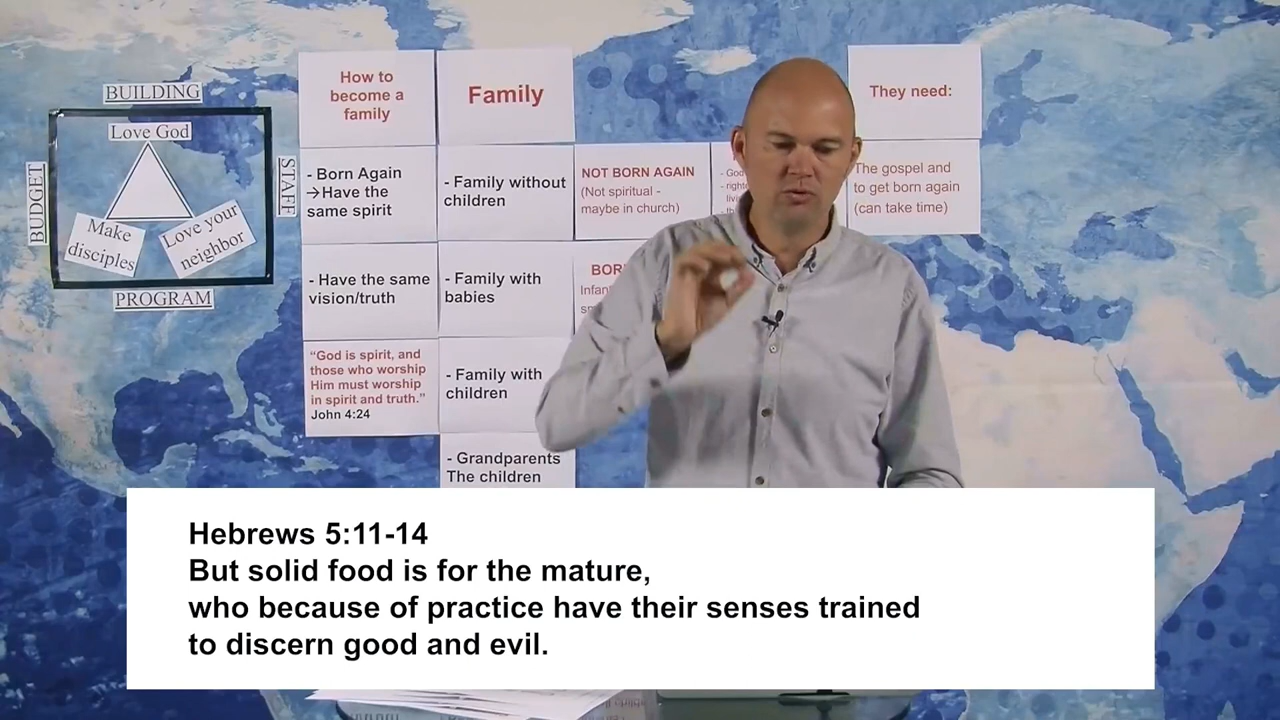 BUILDING
Love God
BUDGET
STAFF
Make
disciples
Love your
neighbor
PROGRAM
How to
become a
family
- Born Again
→Have the
same spirit
- Have the same
vision/truth
“God is spirit, and
those who worship
Him must worship
in spirit and truth.”
John 4:24
Family
- Family without
children
- Family with
babies
- Family with
children
- Grandparents
The children
NOT BORN AGAIN
(Not spiritual -
maybe in church)
They need:
The gospel and
to get born again
(can take time)
Hebrews 5:11-14
But solid food is for the mature,
who because of practice have their senses trained
to discern good and evil.